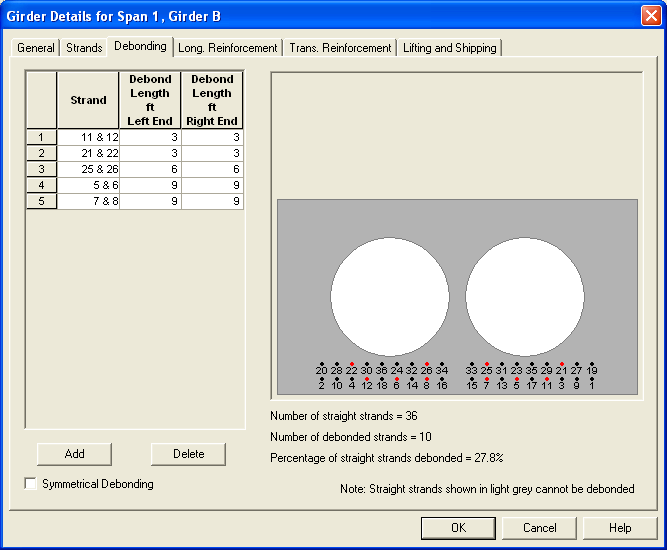 Girder Details for Span 1, Girder B
General Strands Debonding Long. Reinforcement Trans. Reinforcement Lifting and Shipping
Strand Debond Length ft Left End Debond Length ft Right End
1 11 & 12 3 3
2 21 & 22 3 3
3 25 & 26 6 6
4 5 & 6 9 9
5 7 & 8 9 9
20 28 22 30 36 24 32 26 34 33 25 31 23 35 29 21 27 19
2 10 4 12 18 6 14 8 16 15 7 13 5 17 11 3 9 1
Number of straight strands = 36
Number of debonded strands = 10
Percentage of straight strands debonded = 27.8%
Add Delete
Symmetrical Debonding
Note: Straight strands shown in light grey cannot be debonded
OK Cancel Help